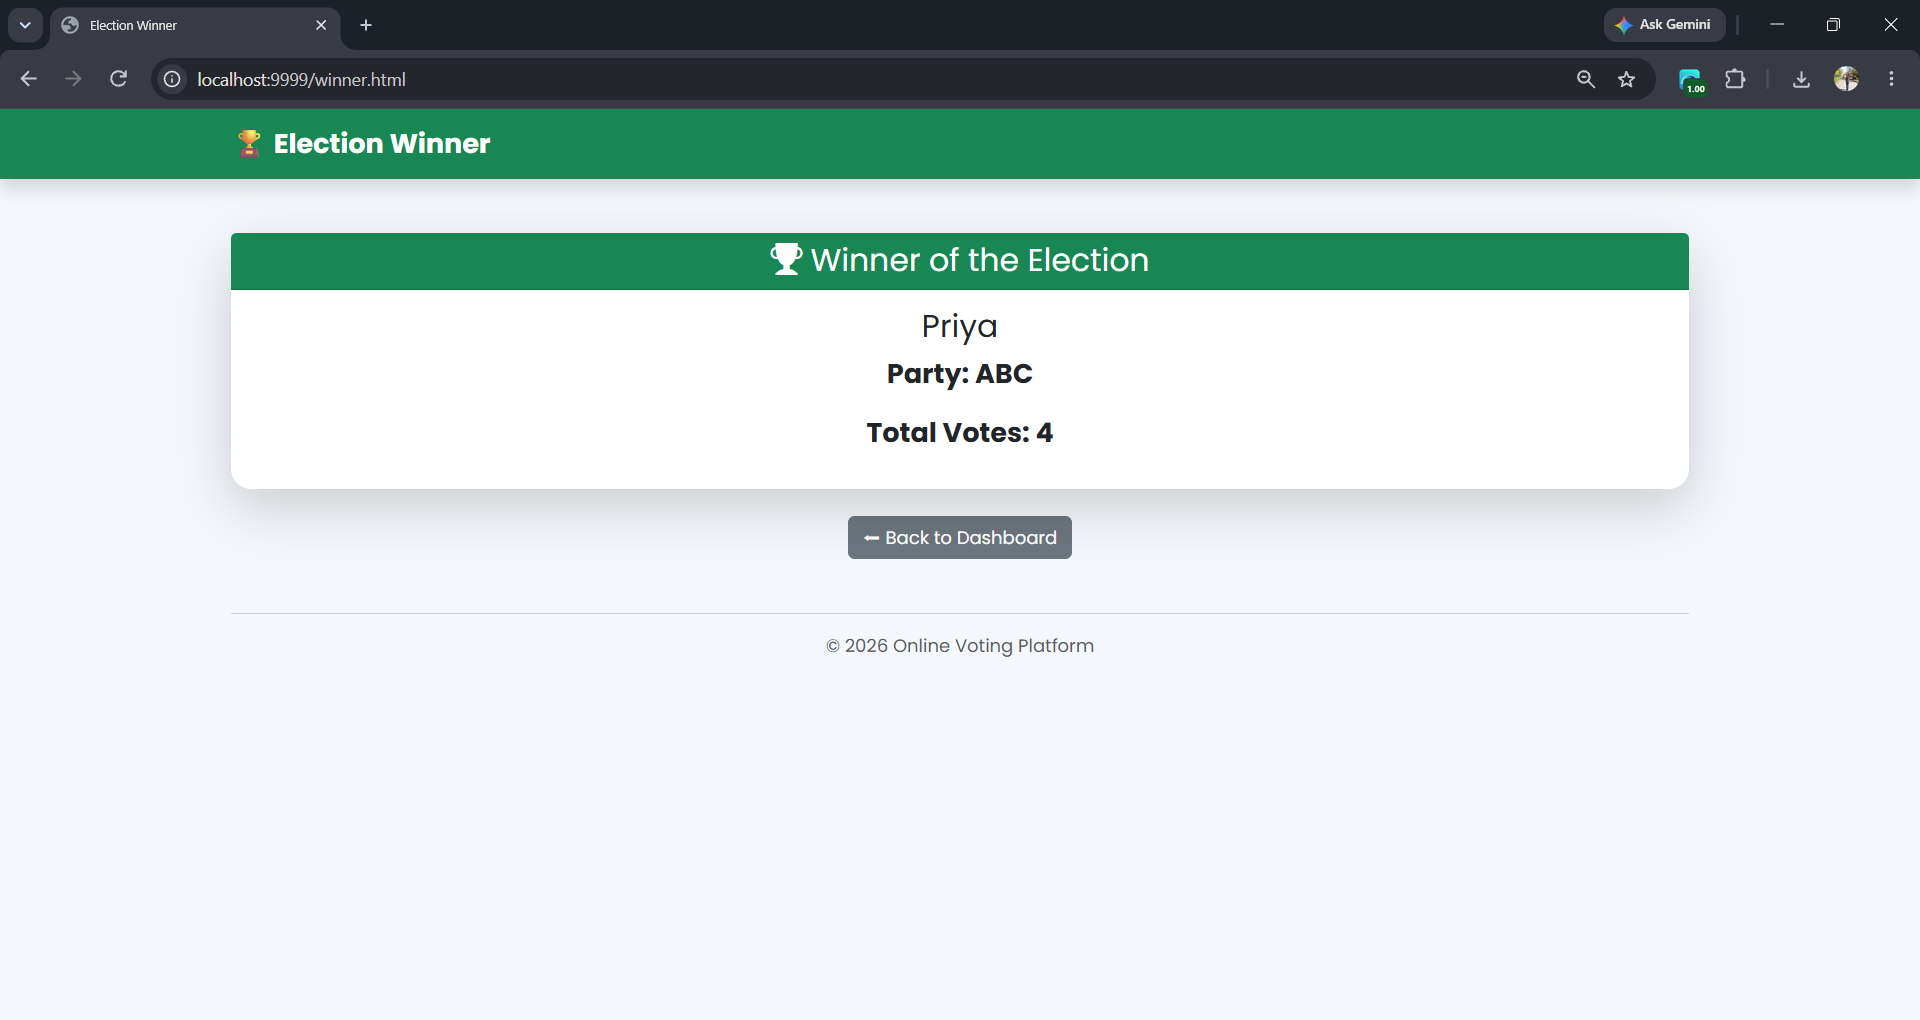 Election Winner
Ask Gemini
localhost:9999/winner.html
1.00
🏆 Election Winner
Winner of the Election
Priya
Party: ABC
Total Votes: 4
⬅ Back to Dashboard
© 2026 Online Voting Platform